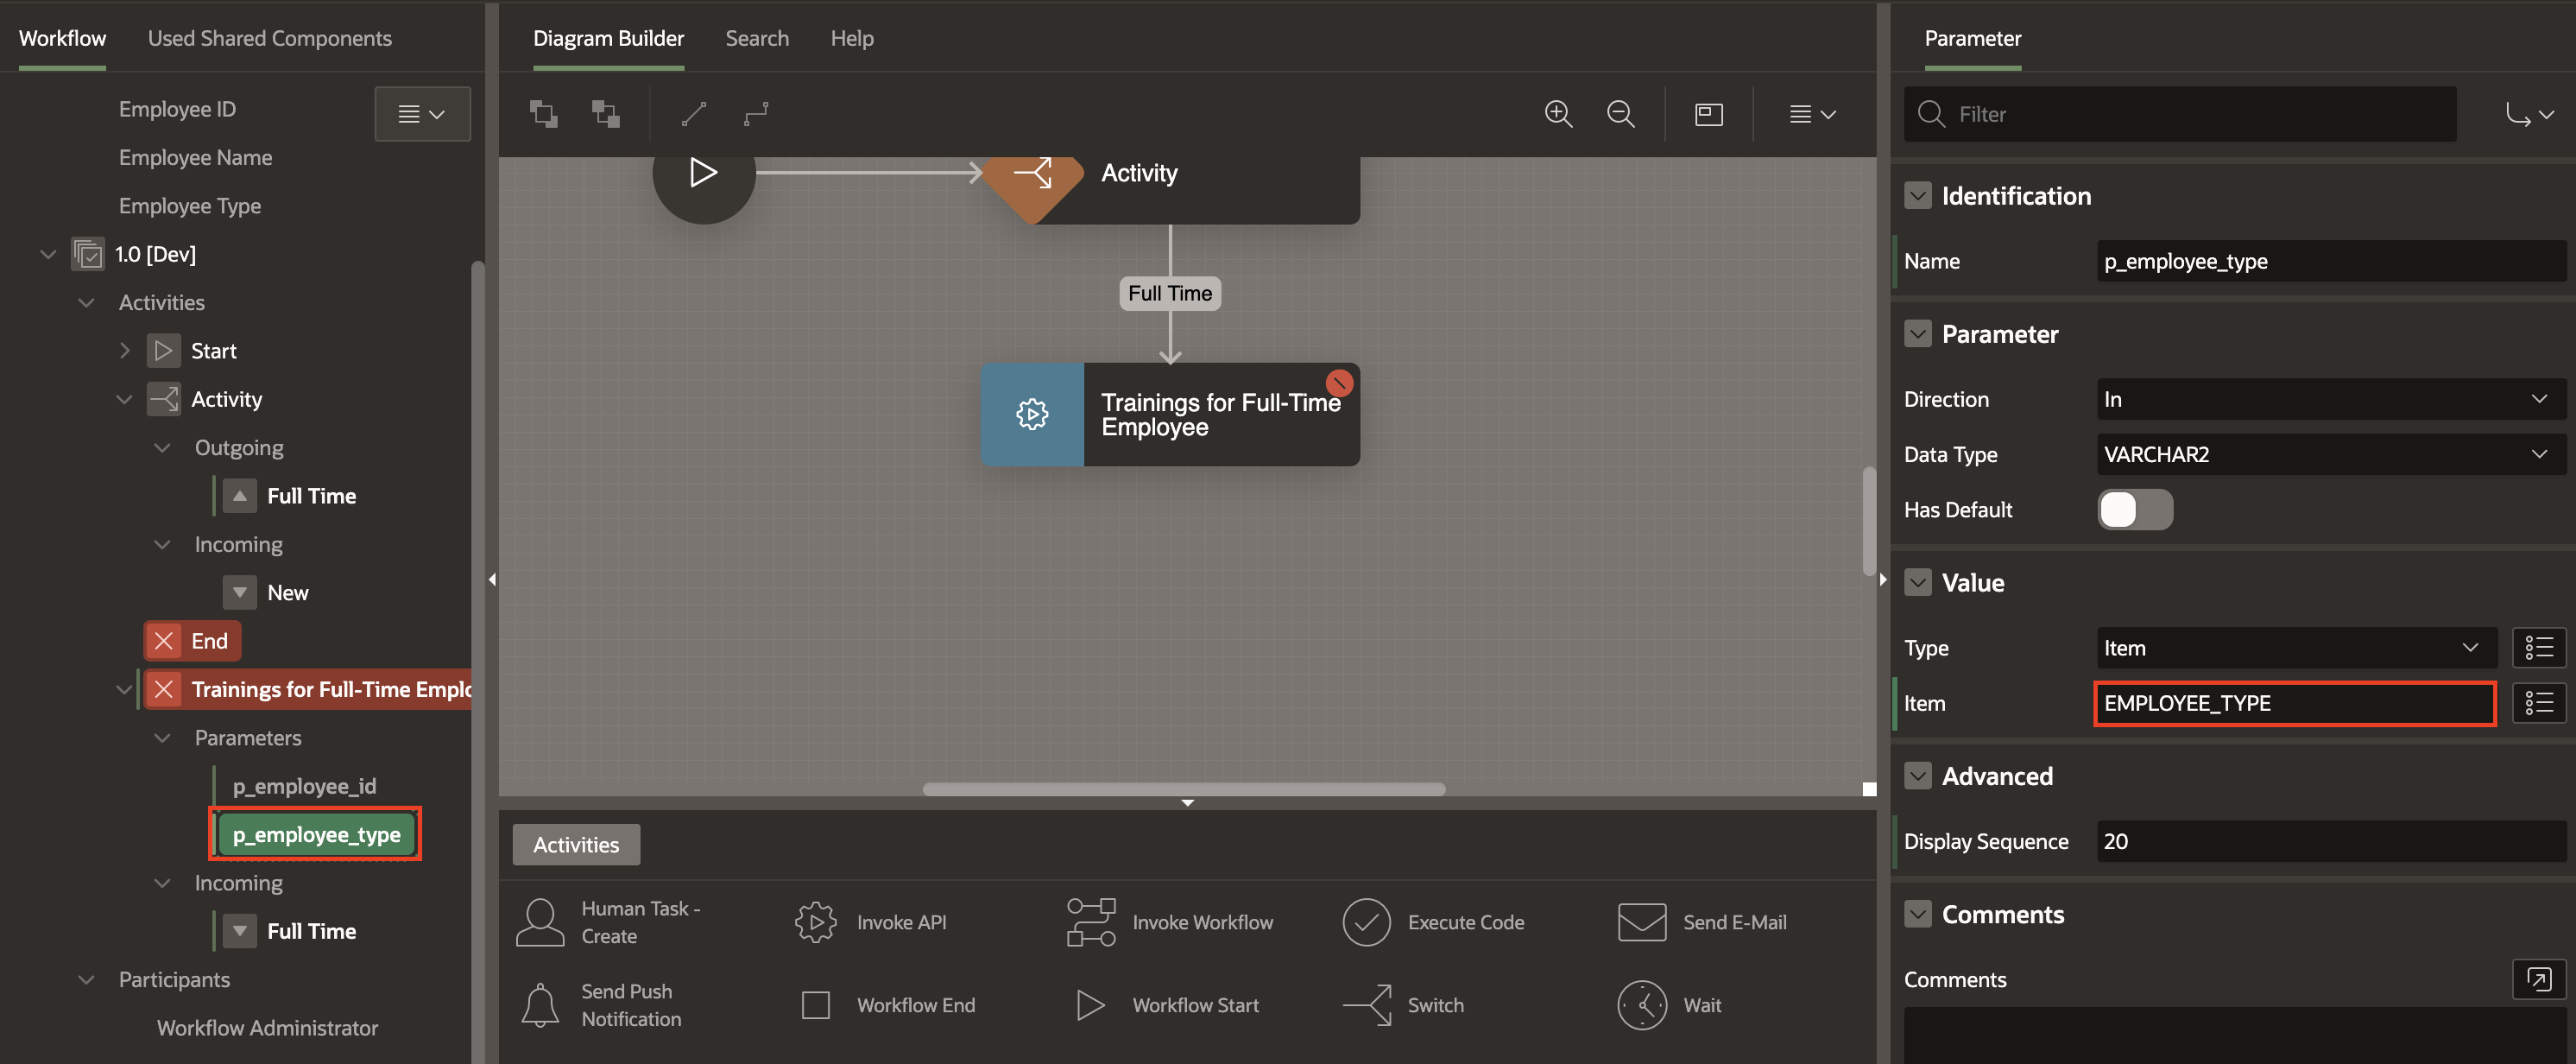 Workflow
Used Shared Components
Employee ID
Employee Name
Employee Type
1.0 [Dev]
Activities
Start
Activity
Outgoing
Full Time
Incoming
New
End
Trainings for Full-Time Emplo
Parameters
p_employee_id
p_employee_type
Incoming
Full Time
Participants
Workflow Administrator
Diagram Builder
Search
Help
Activity
Full Time
Trainings for Full-Time
Employee
Activities
Human Task -
Create
Invoke API
Invoke Workflow
Execute Code
Send E-Mail
Send Push
Notification
Workflow End
Workflow Start
Switch
Wait
Parameter
Filter
Identification
Name
p_employee_type
Parameter
Direction
In
Data Type
VARCHAR2
Has Default
Value
Type
Item
Item
EMPLOYEE_TYPE
Advanced
Display Sequence
20
Comments
Comments